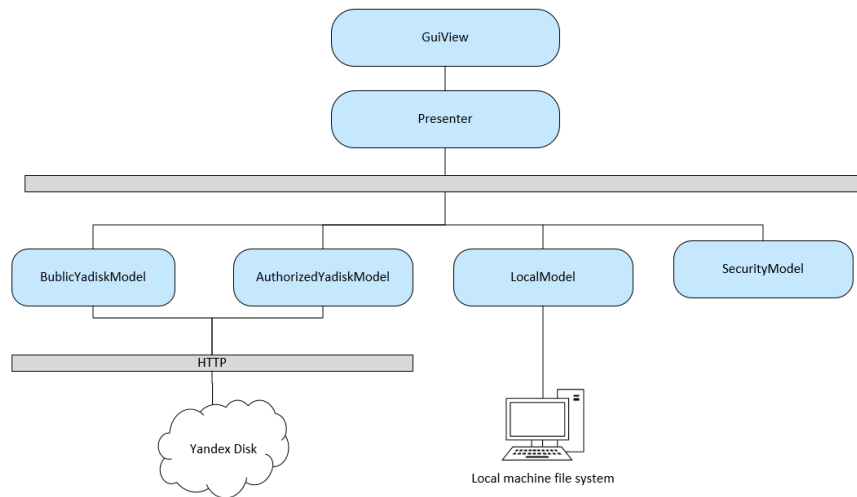 GuiView
Presenter
BublicYadiskModel
AuthorizedYadiskModel
LocalModel
SecurityModel
HTTP
Yandex Disk
Local machine file system